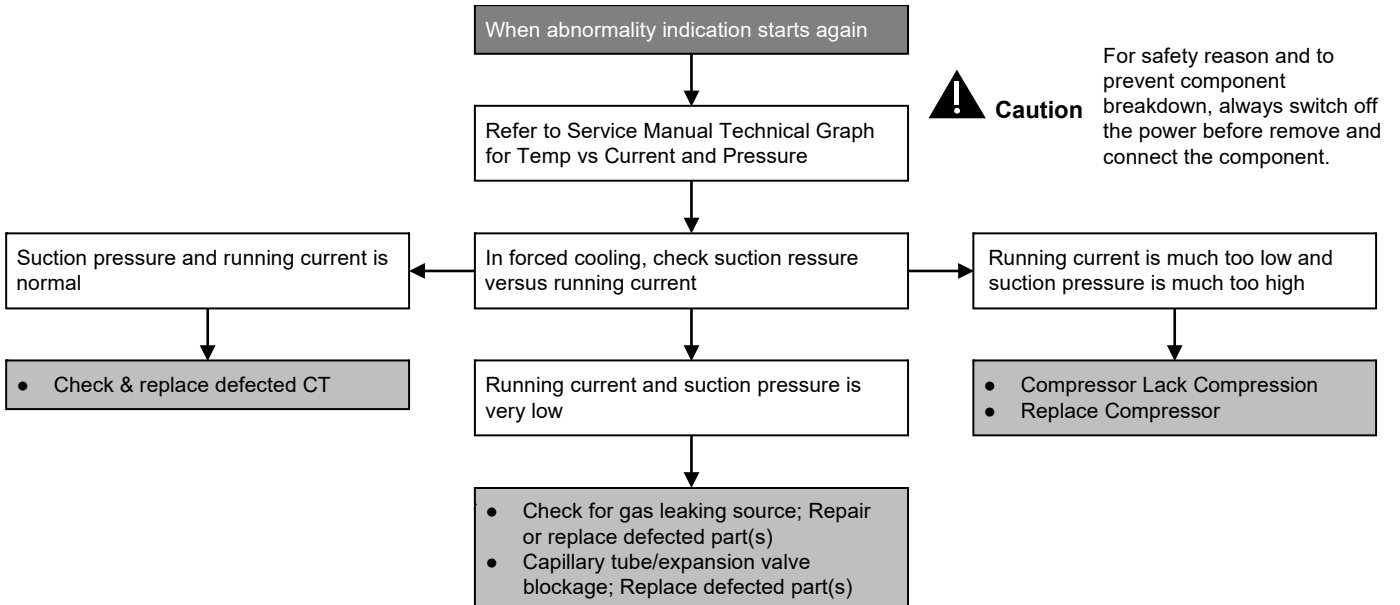 When abnormality indication starts again
For safety reason and to
prevent component
breakdown, always switch off
the power before remove and
connect the component.
Caution
Refer to Service Manual Technical Graph
for Temp vs Current and Pressure
Suction pressure and running current is
normal
In forced cooling, check suction ressure
versus running current
Running current is much too low and
suction pressure is much too high
● Check & replace defected CT
Running current and suction pressure is
very low
● Compressor Lack Compression
● Replace Compressor
● Check for gas leaking source; Repair
or replace defected part(s)
● Capillary tube/expansion valve
blockage; Replace defected part(s)